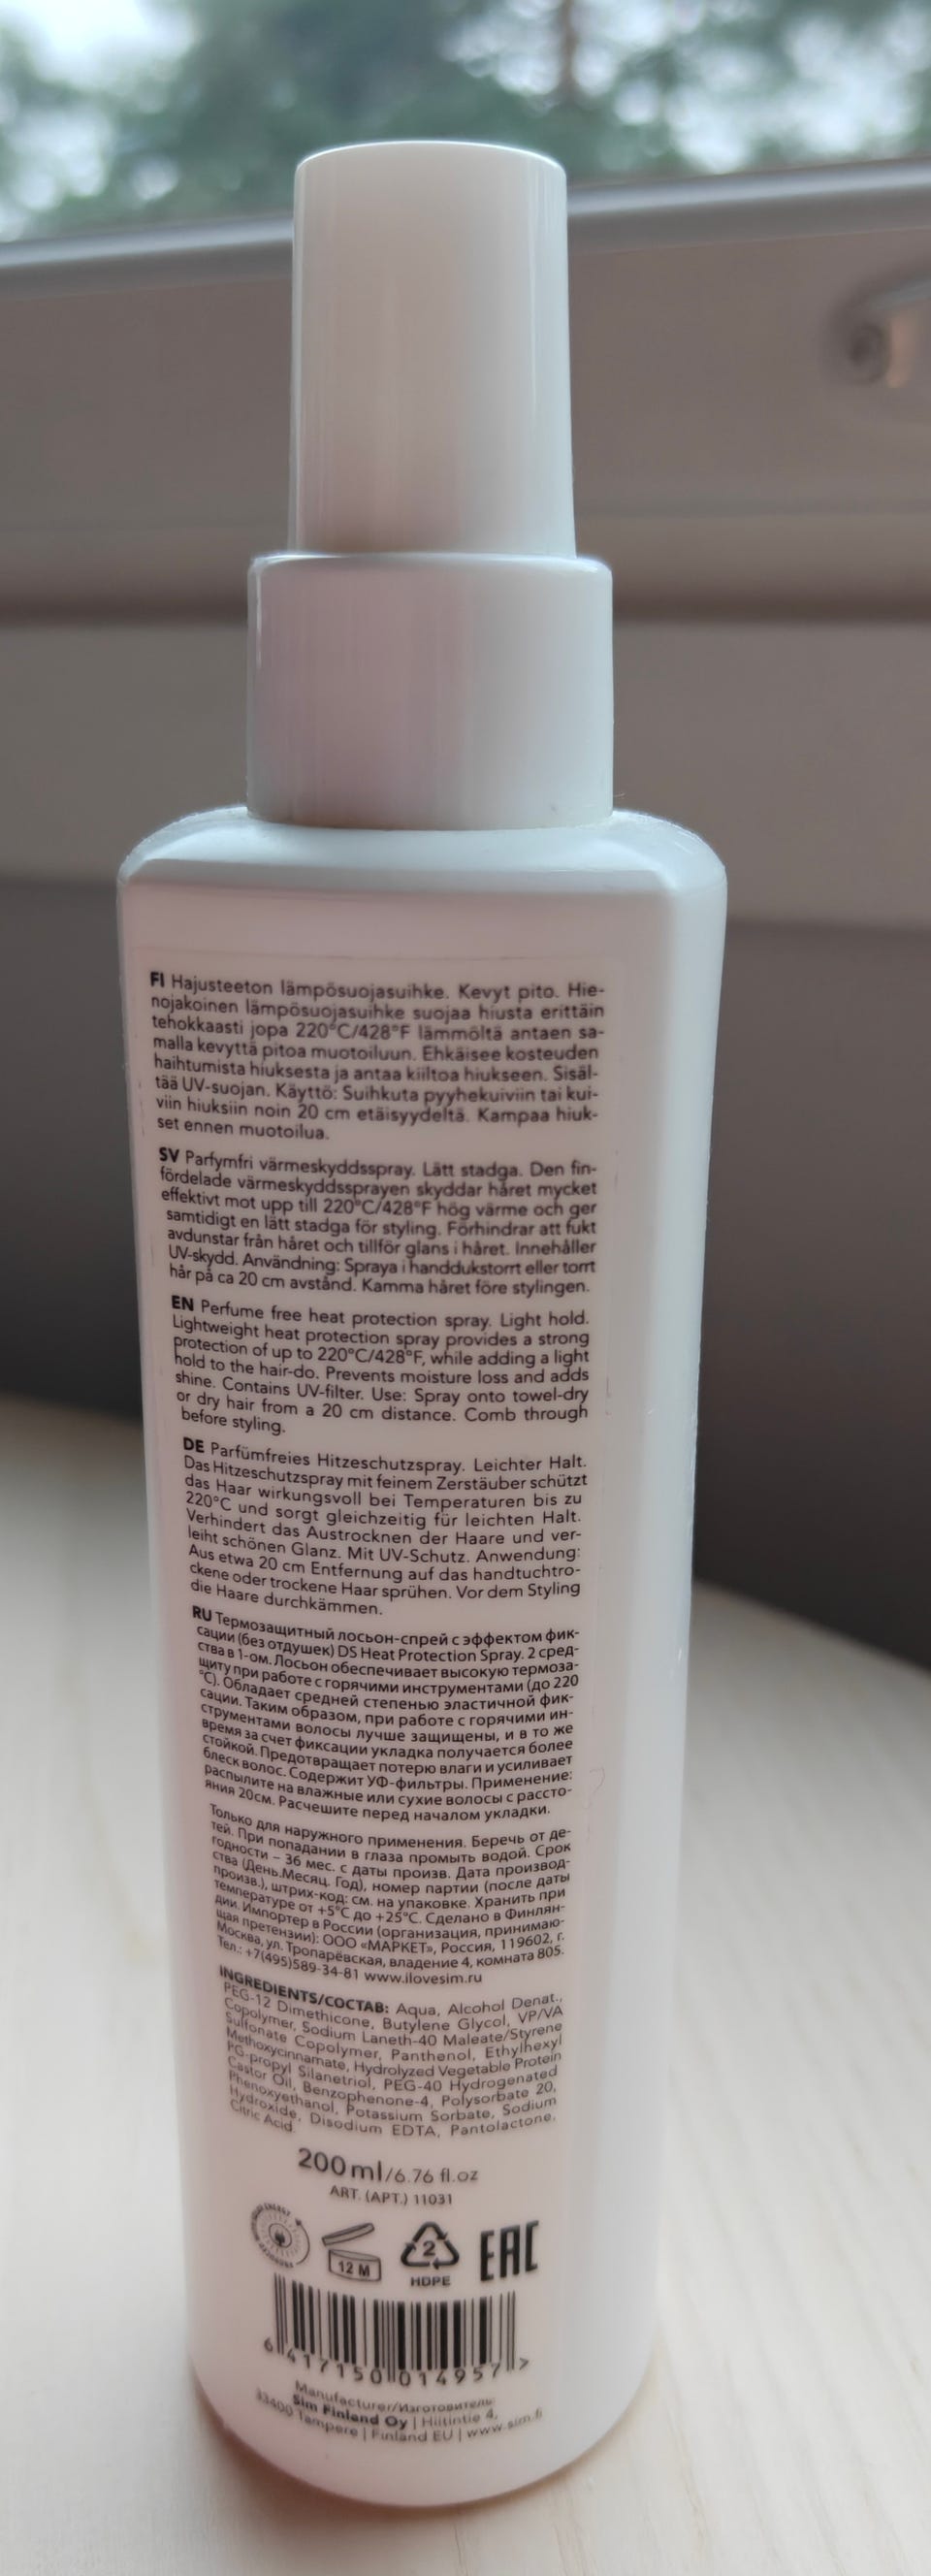 FI Hajusteeton lämpösuojasuihke. Kevyt pito. Hie-
nojakoinen lämpösuojasuihke suojaa hiusta erittäin
tehokkaasti jopa 220°C/428°F lämmöltä antaen sa-
malla kevyttä pitoa muotoiluun. Ehkäisee kosteuden
haihtumista hiuksesta ja antaa kiiltoa hiukseen. Sisäl-
tää UV-suojan. Käyttö: Suihkuta pyyhekuiviin tai kui-
viin hiuksiin noin 20 cm etäisyydeltä. Kampaa hiuk-
set ennen muotoilua.
SV Parfymfri värmeskyddsspray. Lätt stadga. Den fin-
fördelade värmeskyddssprayen skyddar håret mycket
effektivt mot upp till 220°C/428°F hög värme och ger
samtidigt en lätt stadga för styling. Förhindrar att fukt
avdunstar från håret och tillför glans i håret. Innehåller
UV-skydd. Användning: Spraya i handdukstorrt eller torrt
hår på ca 20 cm avstånd. Kamma håret före stylingen.
EN Perfume free heat protection spray. Light hold.
Lightweight heat protection spray provides a strong
protection of up to 220°C/428°F, while adding a light
hold to the hair-do. Prevents moisture loss and adds
shine. Contains UV-filter. Use: Spray onto towel-dry
or dry hair from a 20 cm distance. Comb through
before styling.
DE Parfümfreies Hitzeschutzspray. Leichter Halt.
Das Hitzeschutzspray mit feinem Zerstäuber schützt
das Haar wirkungsvoll bei Temperaturen bis zu
220°C und sorgt gleichzeitig für leichten Halt.
Verhindert das Austrocknen der Haare und ver-
leiht schönen Glanz. Mit UV-Schutz. Anwendung:
Aus etwa 20 cm Entfernung auf das handtuchtro-
ckene oder trockene Haar sprühen. Vor dem Styling
die Haare durchkämmen.
RU Термозащитный лосьон-спрей с эффектом фик-
сации (без отдушек) DS Heat Protection Spray. 2 сред-
ства в 1-ом. Лосьон обеспечивает высокую термоза-
щиту при работе с горячими инструментами (до 220
°C). Обладает средней степенью эластичной фик-
сации. Таким образом, при работе с горячими ин-
струментами волосы лучше защищены, и в то же
время за счет фиксации укладка получается более
стойкой. Предотвращает потерю влаги и усиливает
блеск волос. Содержит УФ-фильтры. Применение:
распылите на влажные или сухие волосы с рассто-
яния 20см. Расчешите перед началом укладки.
Только для наружного применения. Беречь от де-
тей. При попадании в глаза промыть водой. Срок
годности – 36 мес. с даты произв. Дата производ-
ства (День.Месяц. Год), номер партии (после даты
произв.), штрих-код: см. на упаковке. Хранить при
температуре от +5°C до +25°C. Сделано в Финлян-
дии. Импортер в России (организация, принимаю-
щая претензии): ООО «МАРКЕТ», Россия, 119602, г.
Москва, ул. Тропарёвская, владение 4, комната 805.
Тел.: +7(495)589-34-81 www.ilovesim.ru
INGREDIENTS/СОСТАВ: Aqua, Alcohol Denat.,
PEG-12 Dimethicone, Butylene Glycol, VP/VA
Copolymer, Sodium Laneth-40 Maleate/Styrene
Sulfonate Copolymer, Panthenol, Ethylhexyl
Methoxycinnamate, Hydrolyzed Vegetable Protein
PG-propyl Silanetriol, PEG-40 Hydrogenated
Castor Oil, Benzophenone-4, Polysorbate 20,
Phenoxyethanol, Potassium Sorbate, Sodium
Hydroxide, Disodium EDTA, Pantolactone,
Citric Acid
200 ml/6.76 fl.oz
ART. (АРТ.) 11031
12 M
2
HDPE
EAC
6 417150 014957 >
Manufacturer/Изготовитель:
Sim Finland Oy | Hiitintie 4,
33400 Tampere | Finland EU | www.sim.fi